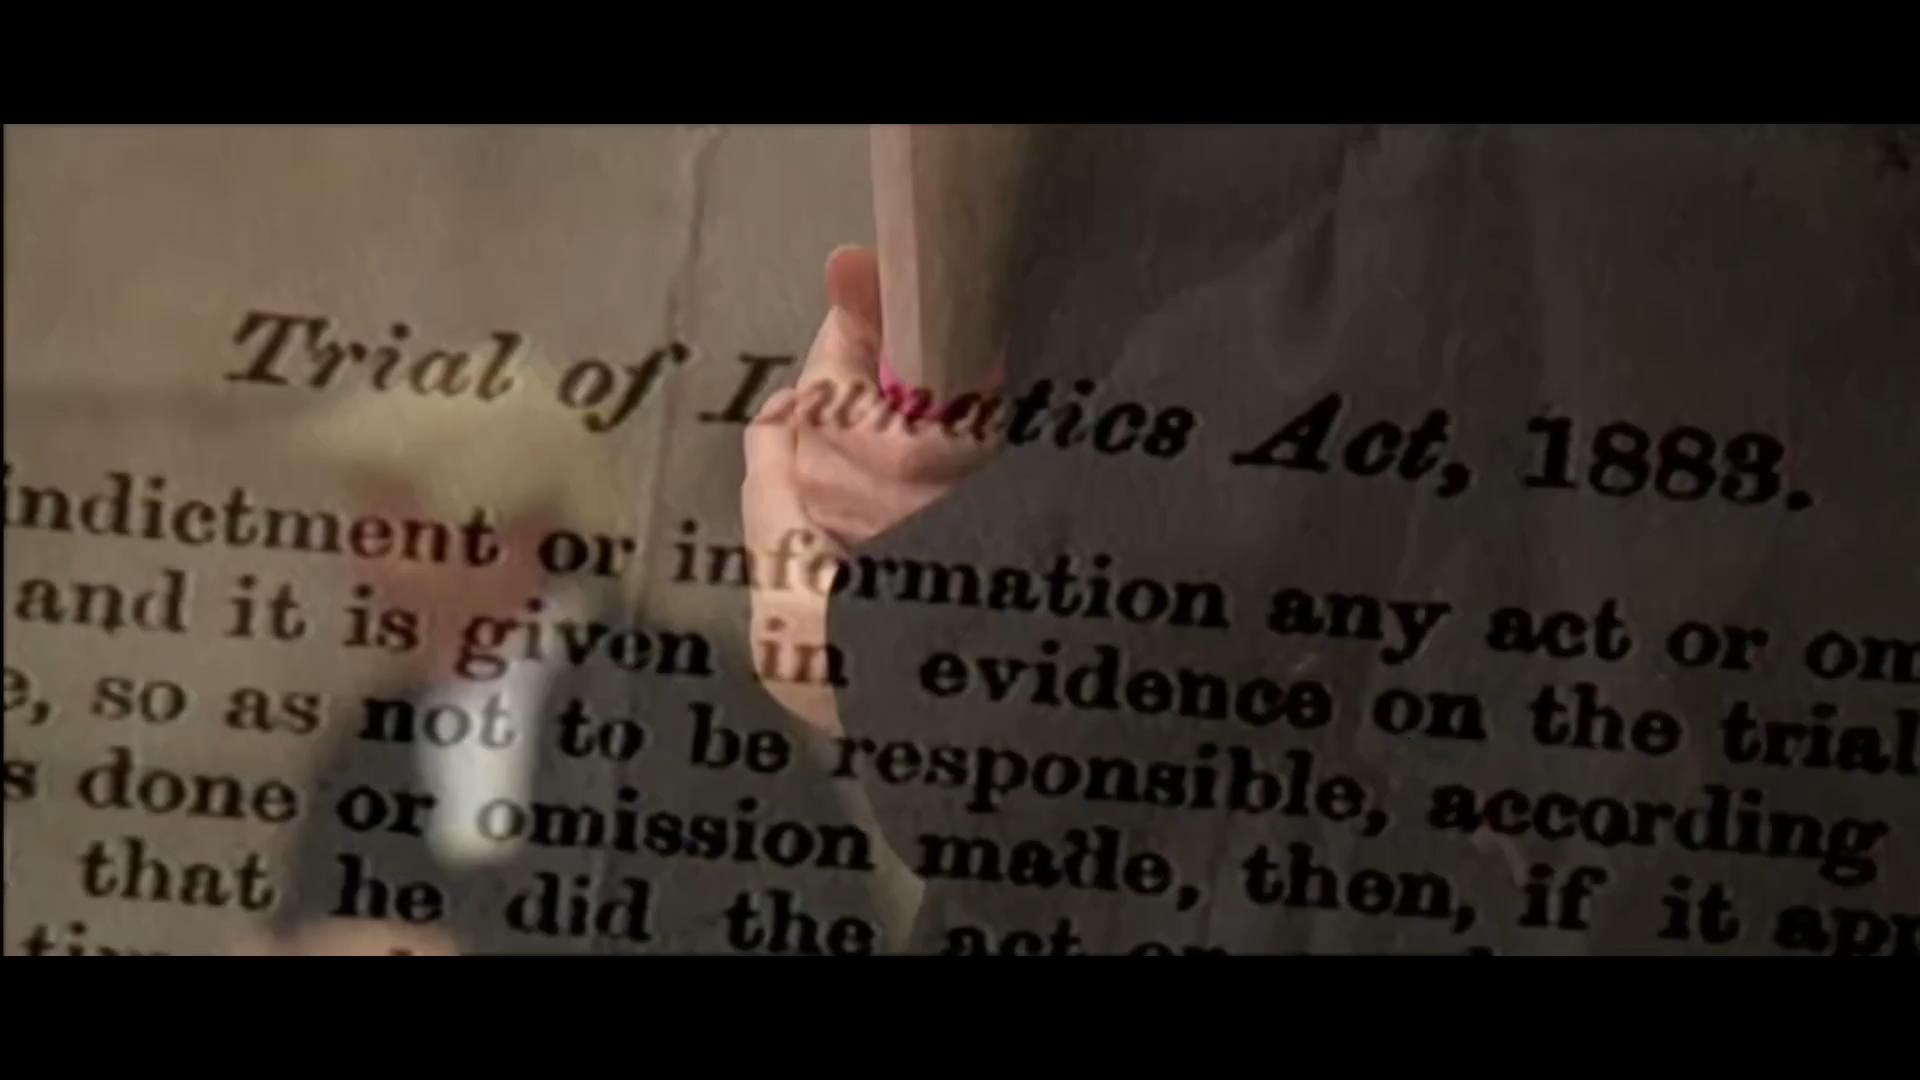 Trial of Lunatics Act, 1883.
indictment or information any act or om
and it is given in evidence on the trial
e, so as not to be responsible, according
s done or omission made, then, if it app
that he did the act or